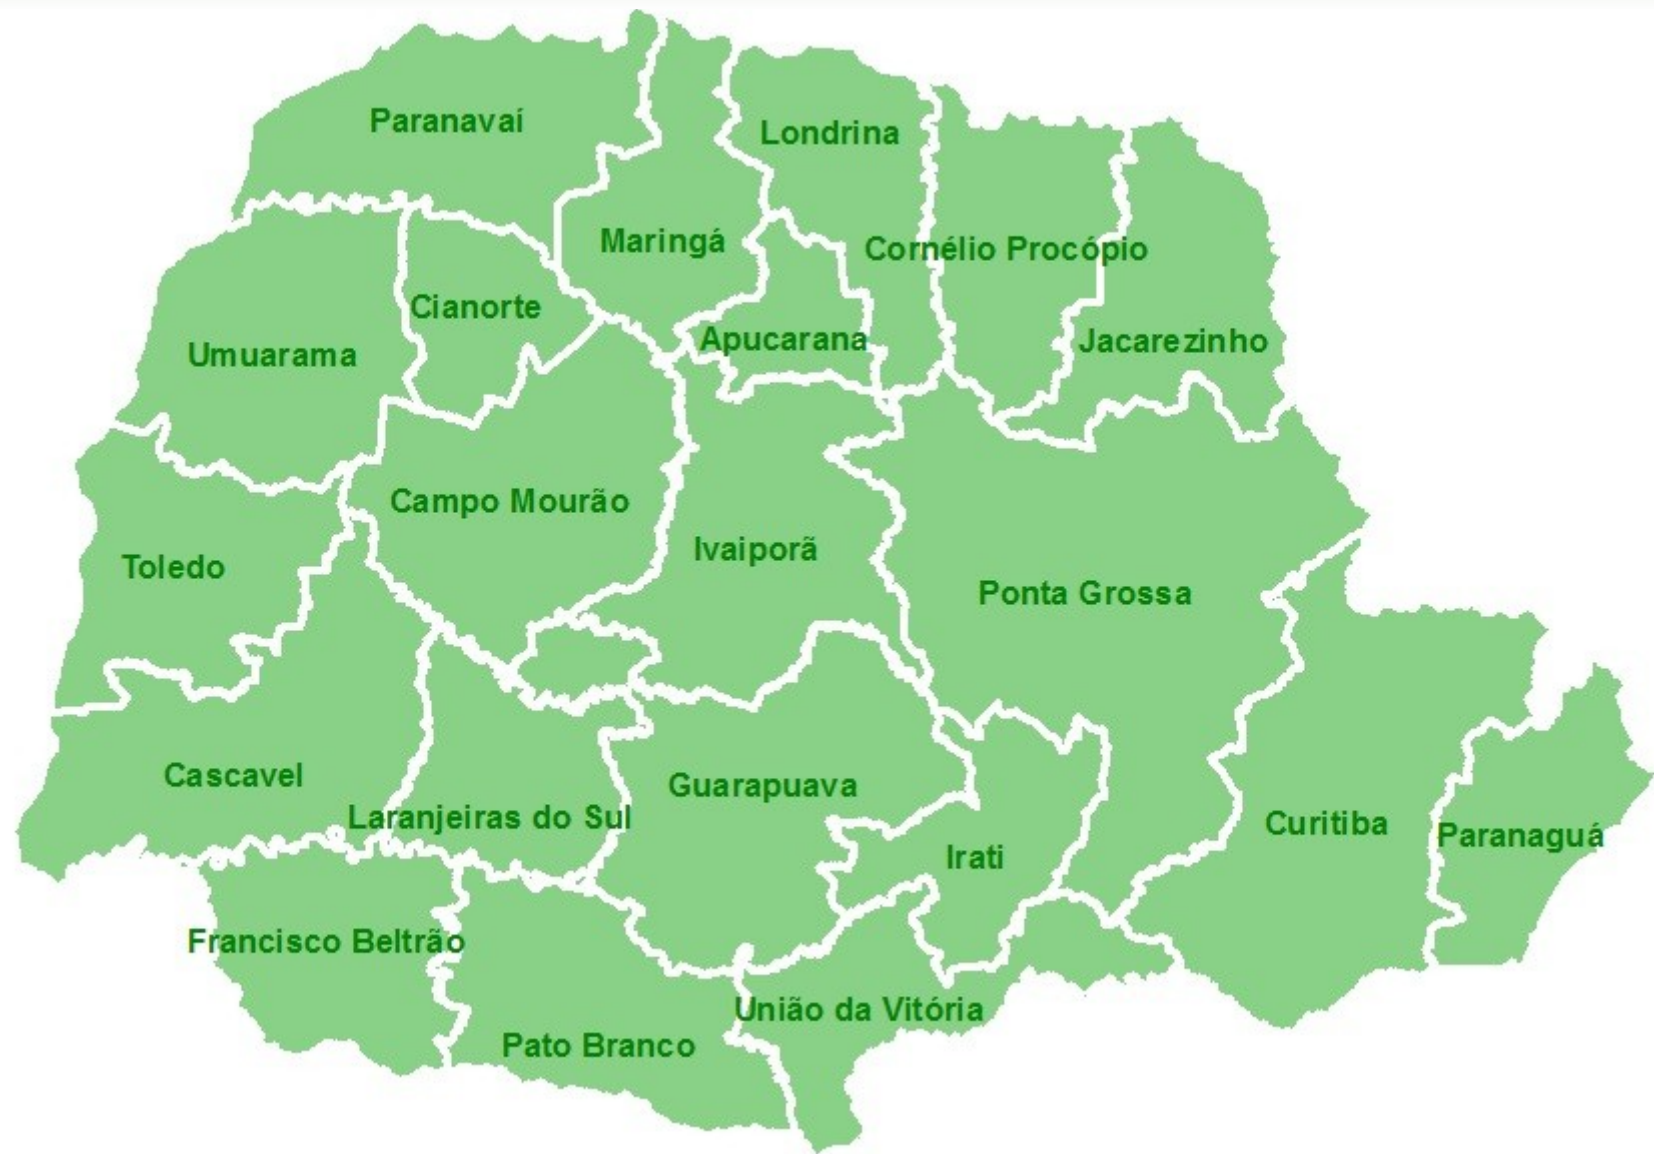 Paranavaí
Londrina
Maringá
Cornélio Procópio
Cianorte
Umuarama
Apucarana
Jacarezinho
Campo Mourão
Ivaiporã
Toledo
Ponta Grossa
Cascavel
Guarapuava
Laranjeiras do Sul
Curitiba
Paranaguá
Irati
Francisco Beltrão
União da Vitória
Pato Branco